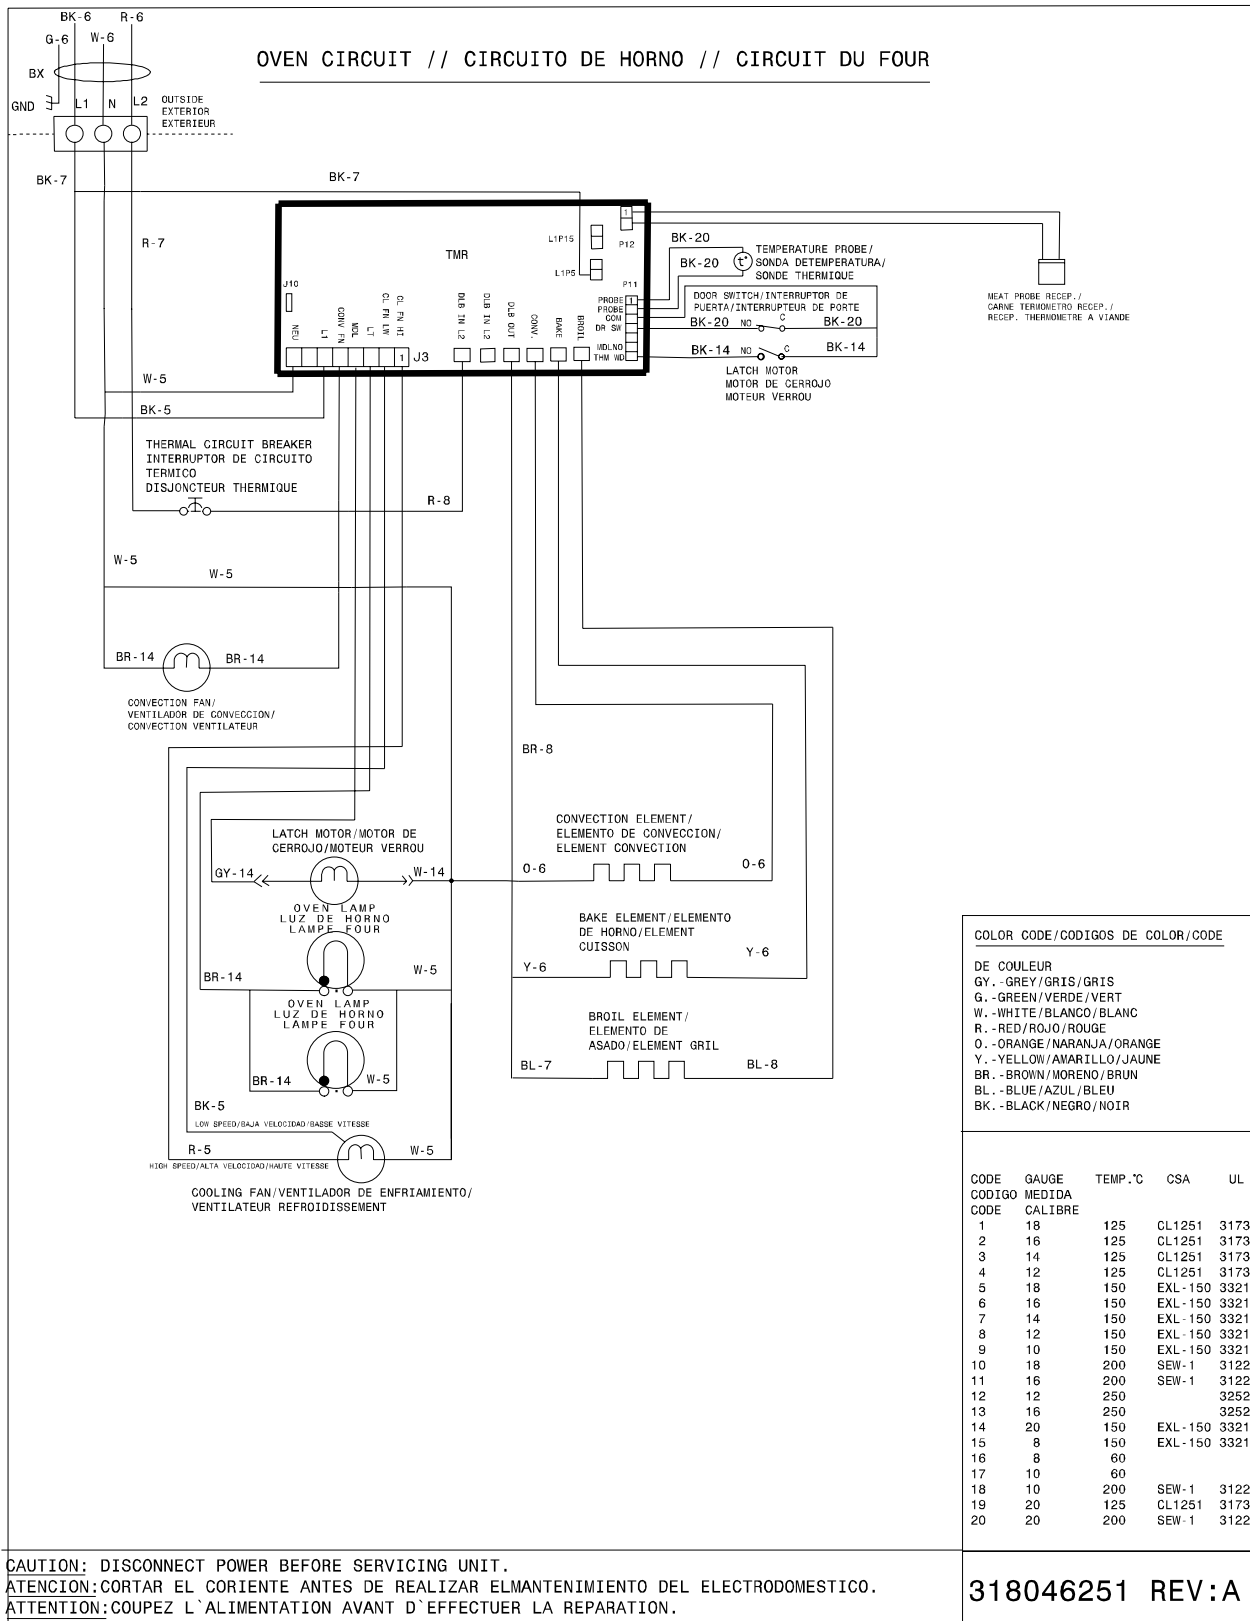 BK-6 R-6
G-6 W-6
BX
GND L1 N L2
OUTSIDE
EXTERIOR
EXTERIEUR
OVEN CIRCUIT // CIRCUITO DE HORNO // CIRCUIT DU FOUR
BK-7
BK-7
R-7
TMR
L1P15
L1P5
P12
1
P11
J10
J3
1
NEU
L1
CONV FN
MDL
LT
CL FN LW
CL FN HI
DLB IN L2
DLB IN L2
DLB OUT
CONV.
BAKE
BROIL
PROBE 1
PROBE
COM
DR SW
MDLNO
THM WD
BK-20
BK-20
t°
TEMPERATURE PROBE/
SONDA DETEMPERATURA/
SONDE THERMIQUE
DOOR SWITCH/INTERRUPTOR DE
PUERTA/INTERRUPTEUR DE PORTE
BK-20 NO C BK-20
BK-14 NO C BK-14
LATCH MOTOR
MOTOR DE CERROJO
MOTEUR VERROU
MEAT PROBE RECEP./
CARNE TERMOMETRO RECEP./
RECEP. THERMOMETRE A VIANDE
W-5
BK-5
THERMAL CIRCUIT BREAKER
INTERRUPTOR DE CIRCUITO
TERMICO
DISJONCTEUR THERMIQUE
R-8
W-5
W-5
BR-14 BR-14
CONVECTION FAN/
VENTILADOR DE CONVECCION/
CONVECTION VENTILATEUR
BR-8
LATCH MOTOR/MOTOR DE
CERROJO/MOTEUR VERROU
GY-14 W-14
OVEN LAMP
LUZ DE HORNO
LAMPE FOUR
BR-14 W-5
OVEN LAMP
LUZ DE HORNO
LAMPE FOUR
BR-14 W-5
BK-5
LOW SPEED/BAJA VELOCIDAD/BASSE VITESSE
R-5 W-5
HIGH SPEED/ALTA VELOCIDAD/HAUTE VITESSE
COOLING FAN/VENTILADOR DE ENFRIAMIENTO/
VENTILATEUR REFROIDISSEMENT
CONVECTION ELEMENT/
ELEMENTO DE CONVECCION/
ELEMENT CONVECTION
O-6 O-6
BAKE ELEMENT/ELEMENTO
DE HORNO/ELEMENT
CUISSON
Y-6 Y-6
BROIL ELEMENT/
ELEMENTO DE
ASADO/ELEMENT GRIL
BL-7 BL-8
COLOR CODE/CODIGOS DE COLOR/CODE
DE COULEUR
GY.-GREY/GRIS/GRIS
G.-GREEN/VERDE/VERT
W.-WHITE/BLANCO/BLANC
R.-RED/ROJO/ROUGE
O.-ORANGE/NARANJA/ORANGE
Y.-YELLOW/AMARILLO/JAUNE
BR.-BROWN/MORENO/BRUN
BL.-BLUE/AZUL/BLEU
BK.-BLACK/NEGRO/NOIR
CODE GAUGE TEMP.°C CSA UL
CODIGO MEDIDA
CODE CALIBRE
1 18 125 CL1251 3173
2 16 125 CL1251 3173
3 14 125 CL1251 3173
4 12 125 CL1251 3173
5 18 150 EXL-150 3321
6 16 150 EXL-150 3321
7 14 150 EXL-150 3321
8 12 150 EXL-150 3321
9 10 150 EXL-150 3321
10 18 200 SEW-1 3122
11 16 200 SEW-1 3122
12 12 250 3252
13 16 250 3252
14 20 150 EXL-150 3321
15 8 150 EXL-150 3321
16 8 60
17 10 60
18 10 200 SEW-1 3122
19 20 125 CL1251 3173
20 20 200 SEW-1 3122
CAUTION: DISCONNECT POWER BEFORE SERVICING UNIT.
ATENCION:CORTAR EL CORIENTE ANTES DE REALIZAR ELMANTENIMIENTO DEL ELECTRODOMESTICO.
ATTENTION:COUPEZ L`ALIMENTATION AVANT D`EFFECTUER LA REPARATION.
318046251 REV:A